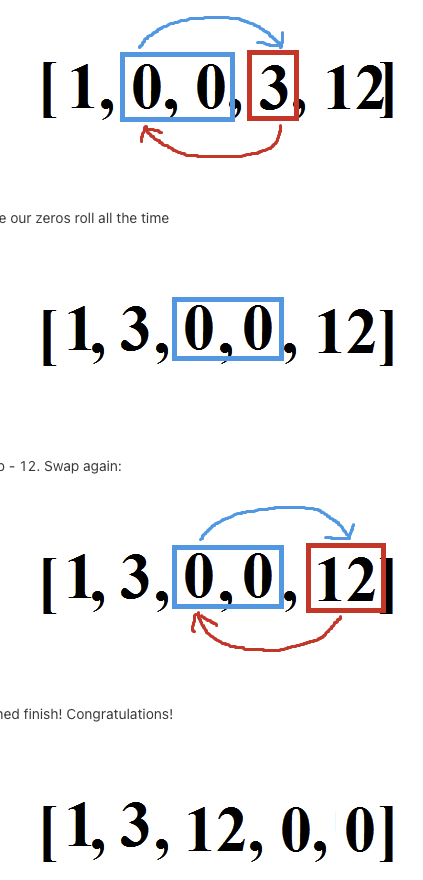 [ 1, 0, 0, 3, 12]
e our zeros roll all the time
[1, 3, 0, 0, 12]
- 12. Swap again:
[1, 3, 0, 0, 12]
ned finish! Congratulations!
[1, 3, 12, 0, 0]